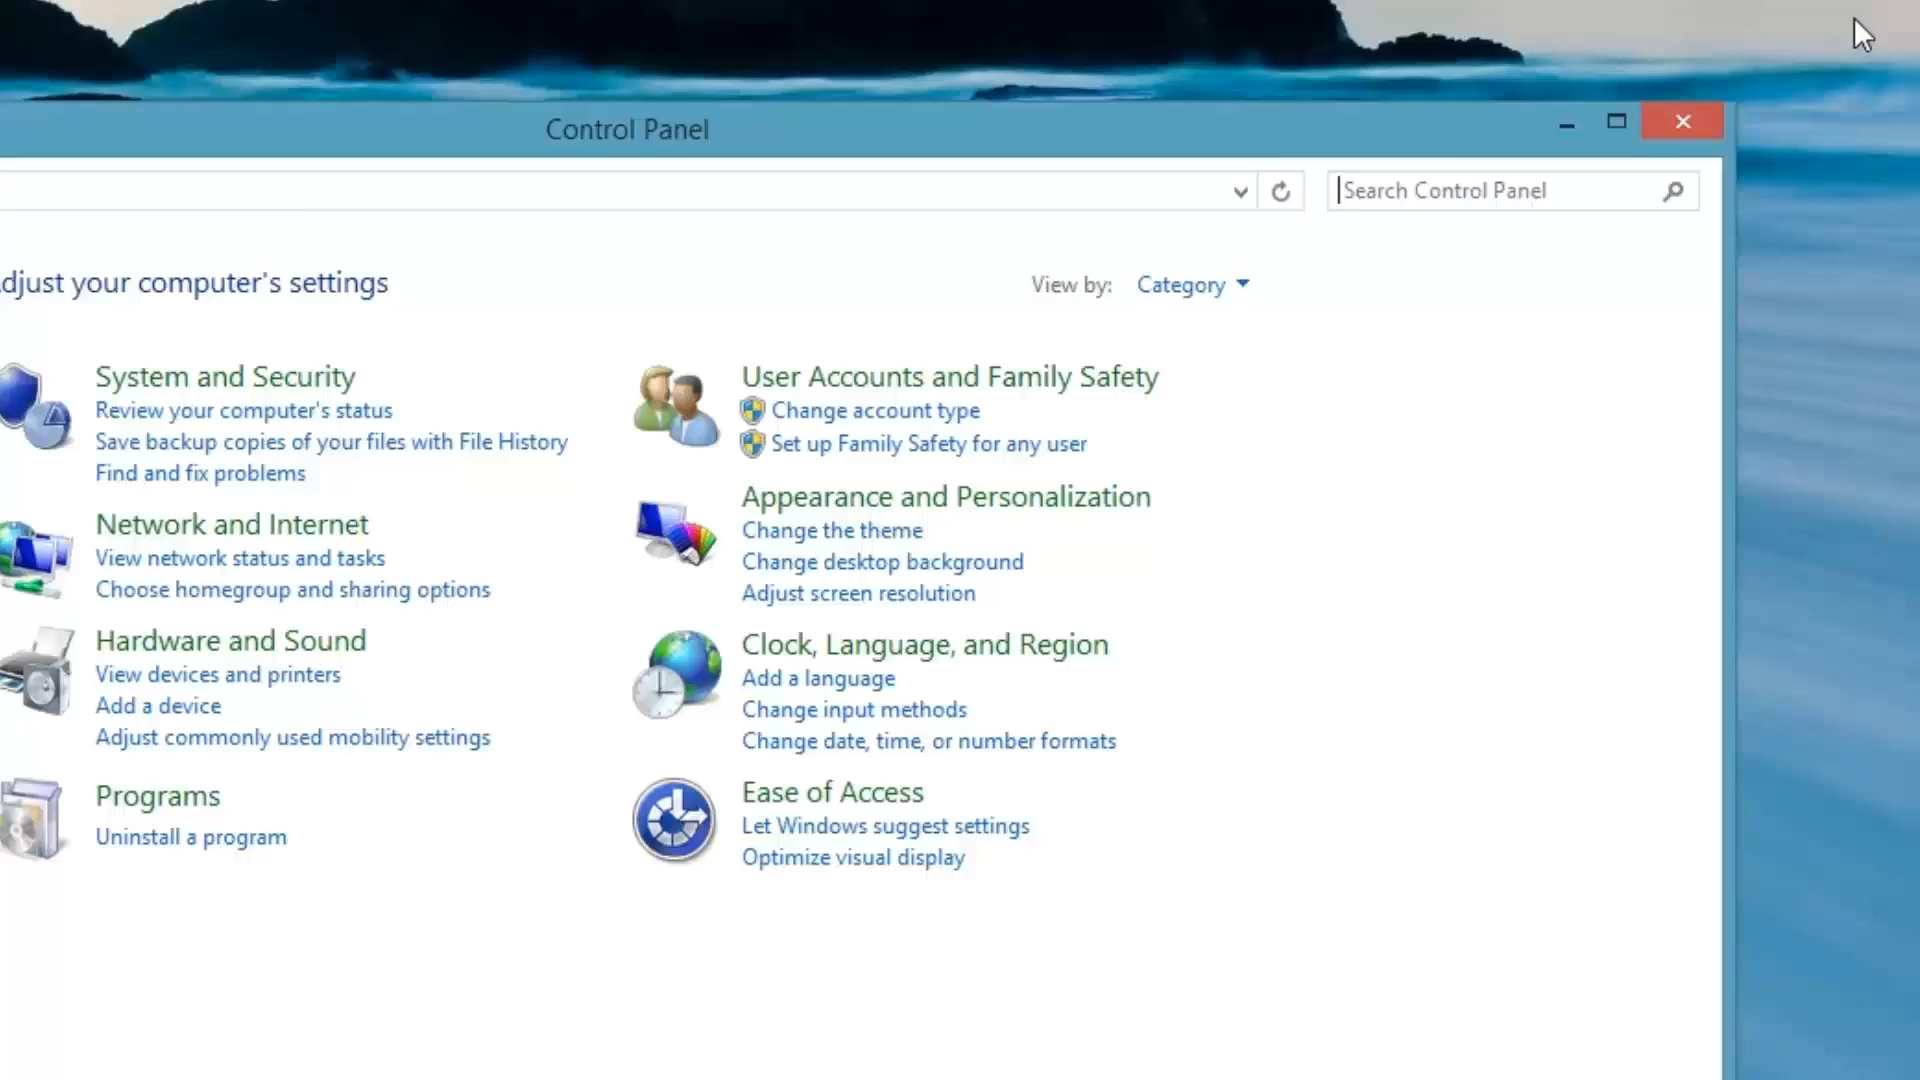 Control Panel
Search Control Panel
djust your computer's settings
View by: Category
System and Security
Review your computer's status
Save backup copies of your files with File History
Find and fix problems
Network and Internet
View network status and tasks
Choose homegroup and sharing options
Hardware and Sound
View devices and printers
Add a device
Adjust commonly used mobility settings
Programs
Uninstall a program
User Accounts and Family Safety
Change account type
Set up Family Safety for any user
Appearance and Personalization
Change the theme
Change desktop background
Adjust screen resolution
Clock, Language, and Region
Add a language
Change input methods
Change date, time, or number formats
Ease of Access
Let Windows suggest settings
Optimize visual display